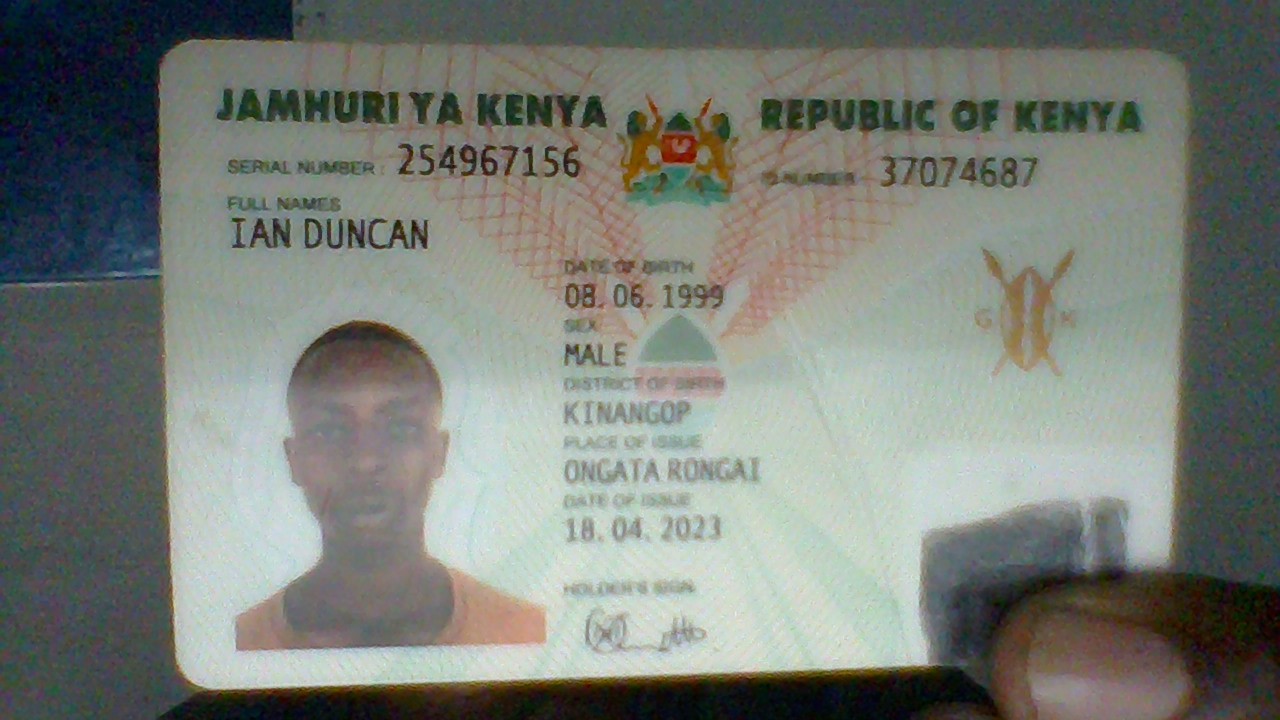 JAMHURI YA KENYA
REPUBLIC OF KENYA
SERIAL NUMBER : 254967156
ID NUMBER 37074687
FULL NAMES
IAN DUNCAN
DATE OF BIRTH
08. 06. 1999
SEX
MALE
DISTRICT OF BIRTH
KINANGOP
PLACE OF ISSUE
ONGATA RONGAI
DATE OF ISSUE
18. 04. 2023
HOLDER'S SIGN.
G K